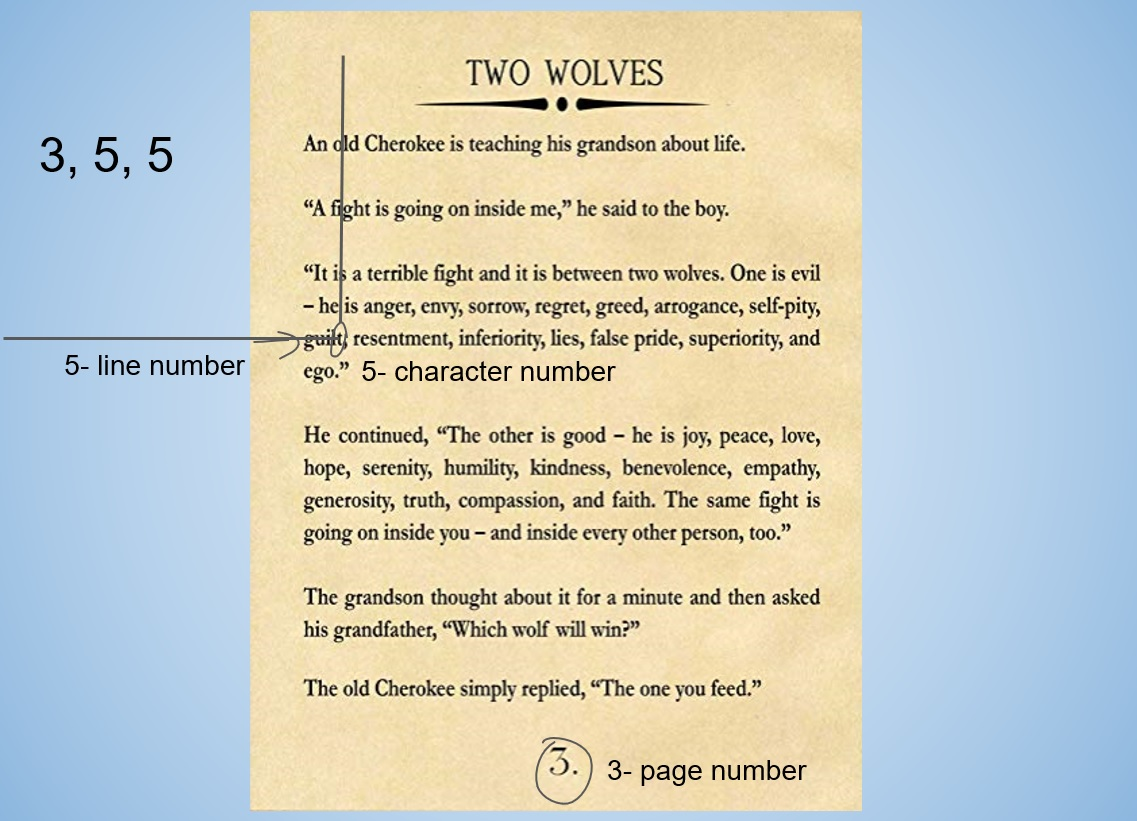 TWO WOLVES
3, 5, 5
An old Cherokee is teaching his grandson about life.
“A fight is going on inside me,” he said to the boy.
“It is a terrible fight and it is between two wolves. One is evil
– he is anger, envy, sorrow, regret, greed, arrogance, self-pity,
guilt, resentment, inferiority, lies, false pride, superiority, and
5- line number
ego.”
5- character number
He continued, “The other is good – he is joy, peace, love,
hope, serenity, humility, kindness, benevolence, empathy,
generosity, truth, compassion, and faith. The same fight is
going on inside you – and inside every other person, too.”
The grandson thought about it for a minute and then asked
his grandfather, “Which wolf will win?”
The old Cherokee simply replied, “The one you feed.”
3.
3- page number